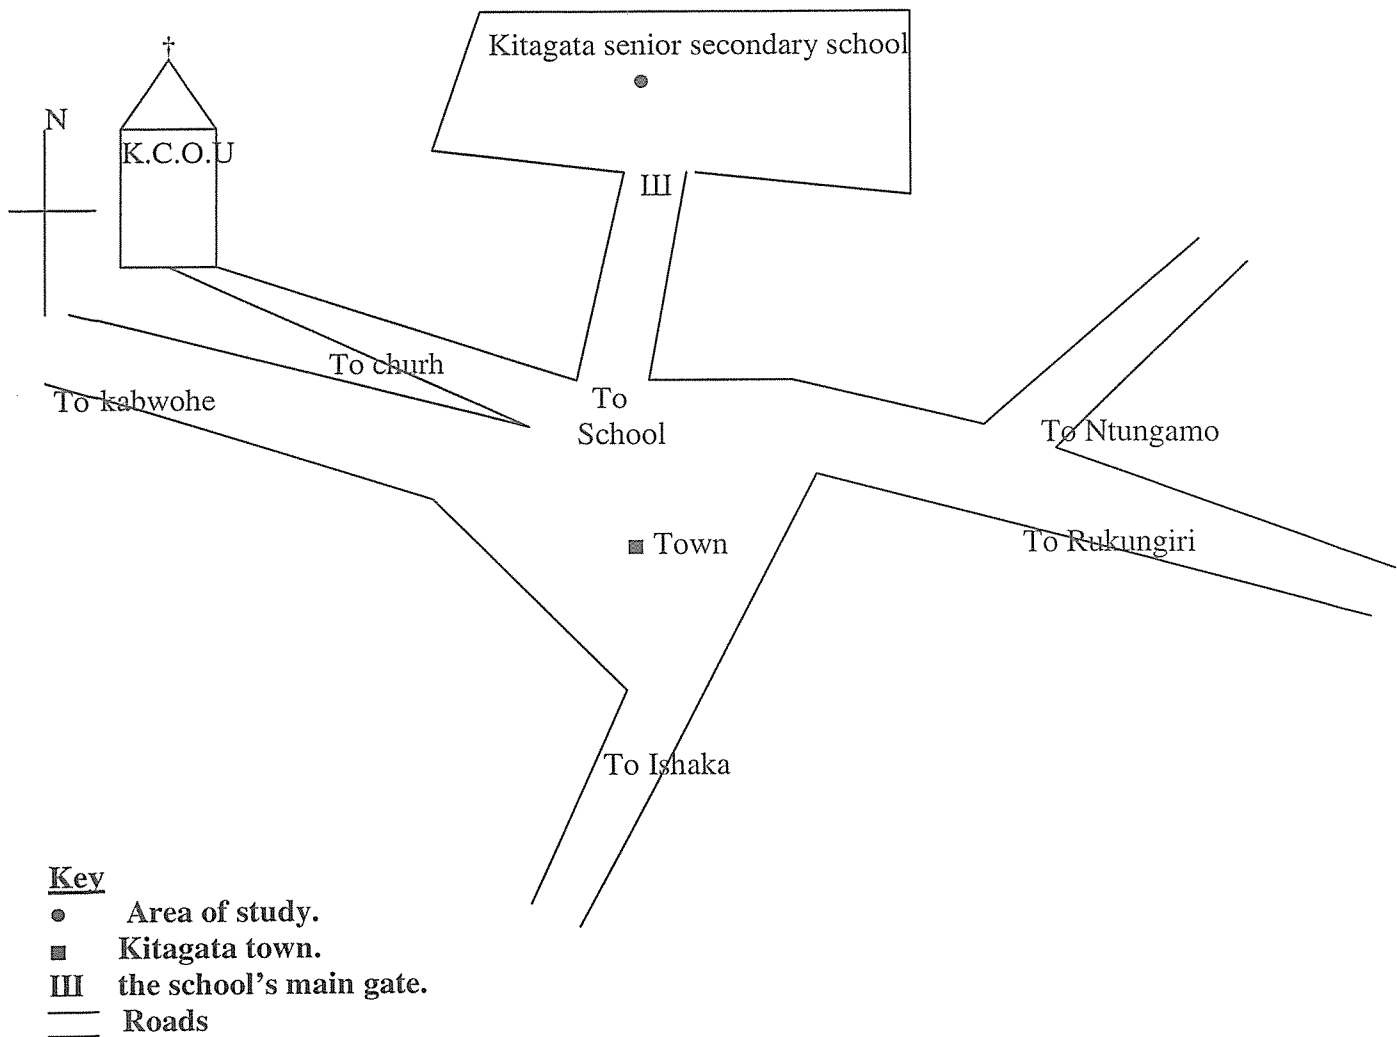 Kitagata senior secondary school
†
N
K.C.O.U
III
To churh
To kabwohe
To
School
To Ntungamo
Town
To Rukungiri
To Ishaka
Key
Area of study.
Kitagata town.
III the school's main gate.
Roads